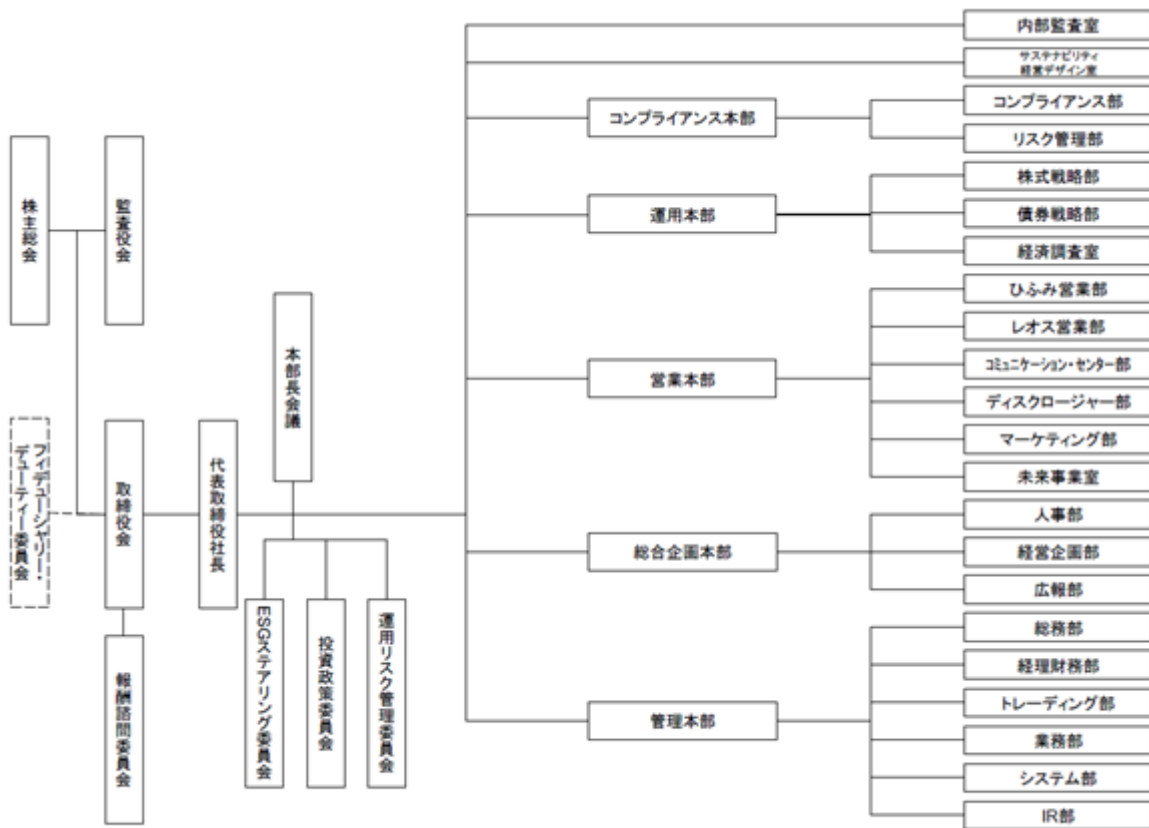 株主総会
監査役会
フィデューシャリー・
デューティー委員会
取締役会
報酬諮問委員会
代表取締役社長
本部長会議
ESGステアリング委員会
投資政策委員会
運用リスク管理委員会
内部監査室
サステナビリティ
経営デザイン室
コンプライアンス本部
コンプライアンス部
リスク管理部
運用本部
株式戦略部
債券戦略部
経済調査室
営業本部
ひふみ営業部
レオス営業部
コミュニケーション・センター部
ディスクロージャー部
マーケティング部
未来事業室
総合企画本部
人事部
経営企画部
広報部
管理本部
総務部
経理財務部
トレーディング部
業務部
システム部
IR部